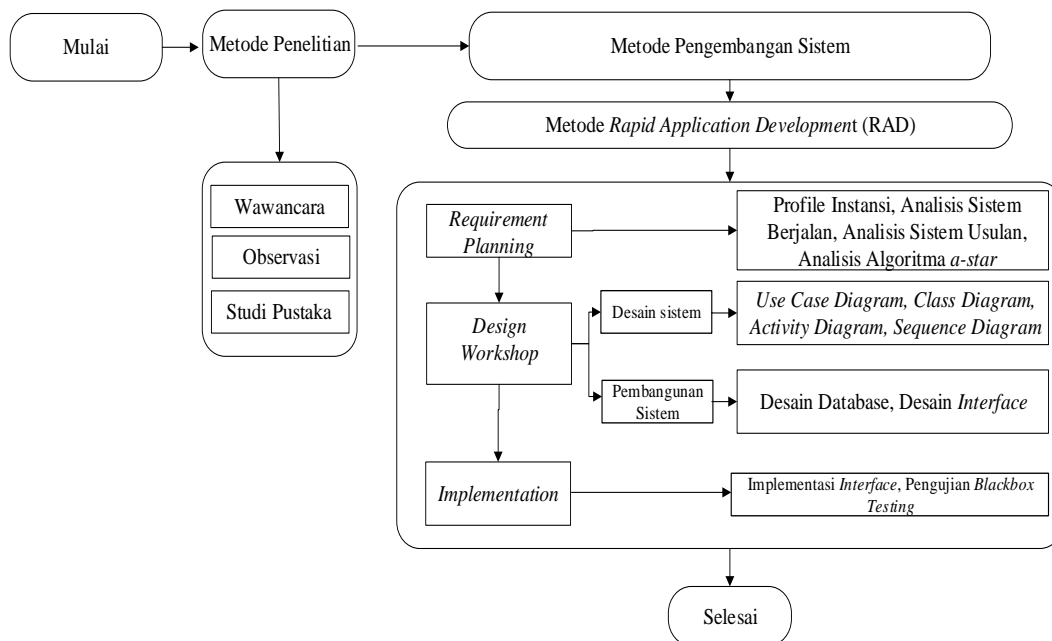 Mulai
Metode Penelitian
Metode Pengembangan Sistem
Metode Rapid Application Development (RAD)
Wawancara
Observasi
Studi Pustaka
Requirement
Planning
Profile Instansi, Analisis Sistem
Berjalan, Analisis Sistem Usulan,
Analisis Algoritma a-star
Design
Workshop
Desain sistem
Use Case Diagram, Class Diagram,
Activity Diagram, Sequence Diagram
Pembangunan
Sistem
Desain Database, Desain Interface
Implementation
Implementasi Interface, Pengujian Blackbox
Testing
Selesai